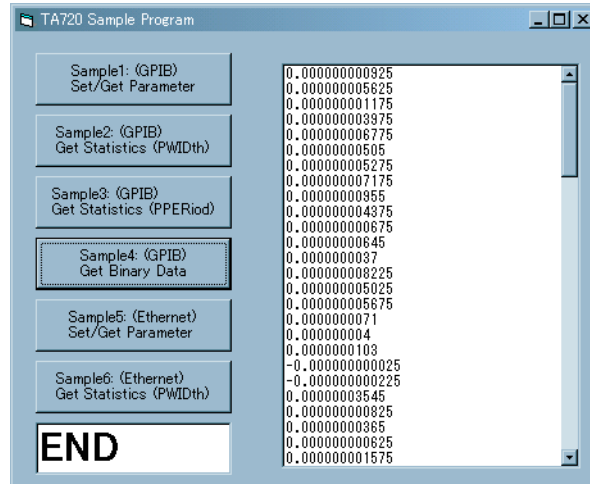 TA720 Sample Program
Sample1: (GPIB)
Set/Get Parameter
Sample2: (GPIB)
Get Statistics (PWIDth)
Sample3: (GPIB)
Get Statistics (PPERiod)
Sample4: (GPIB)
Get Binary Data
Sample5: (Ethernet)
Set/Get Parameter
Sample6: (Ethernet)
Get Statistics (PWIDth)
END
0.000000000925
0.000000005625
0.000000001175
0.000000003975
0.000000006775
0.00000000505
0.000000005275
0.000000007175
0.00000000955
0.000000004375
0.00000000675
0.00000000645
0.0000000037
0.000000008225
0.000000005025
0.000000005675
0.0000000071
0.000000004
0.0000000103
-0.000000000025
-0.000000000225
0.00000003545
0.00000000825
0.00000000365
0.00000000625
0.000000001575